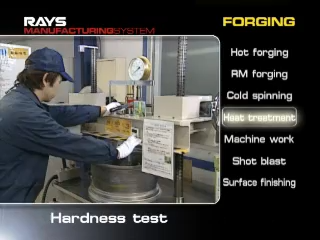 RAYS
MANUFACTURINGSYSTEM
FORGING
Hot forging
RM forging
Cold spinning
Heat treatment
Machine work
Shot blast
Surface finishing
Hardness test